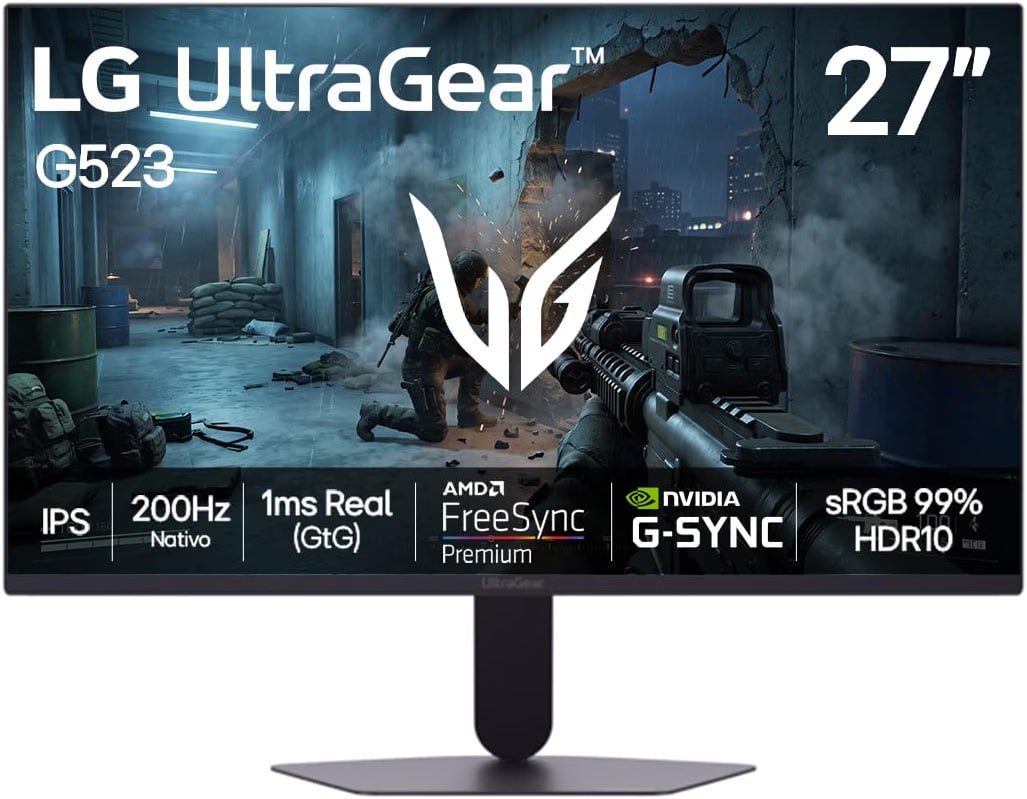 LG UltraGear™
27"
G523
IPS
200Hz
Nativo
1ms Real
(GtG)
AMD
FreeSync
Premium
NVIDIA
G-SYNC
sRGB 99%
HDR10
UltraGear